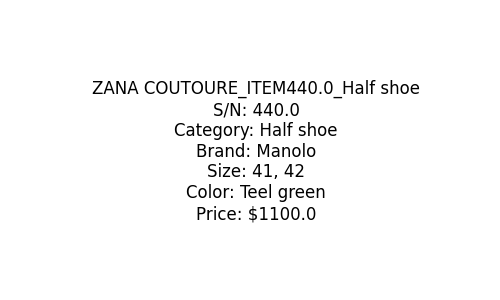 ZANA COUTOURE_ITEM440.0_Half shoe
S/N: 440.0
Category: Half shoe
Brand: Manolo
Size: 41, 42
Color: Teel green
Price: $1100.0